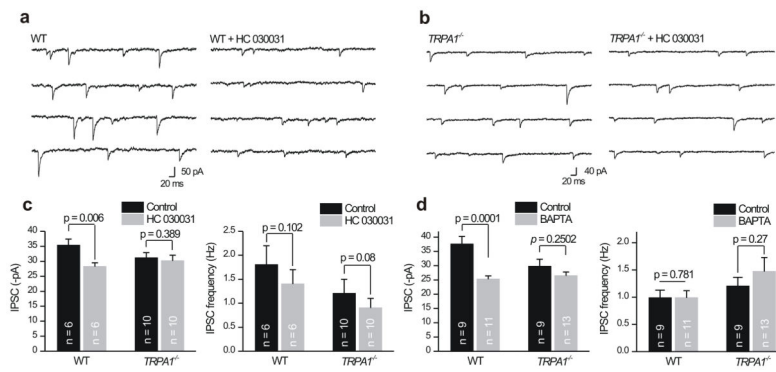 a
WT
WT + HC 030031
50 pA
20 ms
b
TRPA1-/-
TRPA1-/- + HC 030031
40 pA
20 ms
c
Control
HC 030031
p = 0.006
p = 0.389
IPSC (-pA)
40
35
30
25
20
15
10
5
0
n = 6
n = 6
n = 10
n = 10
WT
TRPA1-/-
Control
HC 030031
p = 0.102
p = 0.08
IPSC frequency (Hz)
2.5
2.0
1.5
1.0
0.5
0.0
n = 6
n = 6
n = 10
n = 10
WT
TRPA1-/-
d
Control
BAPTA
p = 0.0001
p = 0.2502
IPSC (-pA)
45
40
35
30
25
20
15
10
5
0
n = 9
n = 11
n = 9
n = 13
WT
TRPA1-/-
Control
BAPTA
p = 0.781
p = 0.27
IPSC frequency (Hz)
2.0
1.5
1.0
0.5
0.0
n = 9
n = 11
n = 9
n = 13
WT
TRPA1-/-